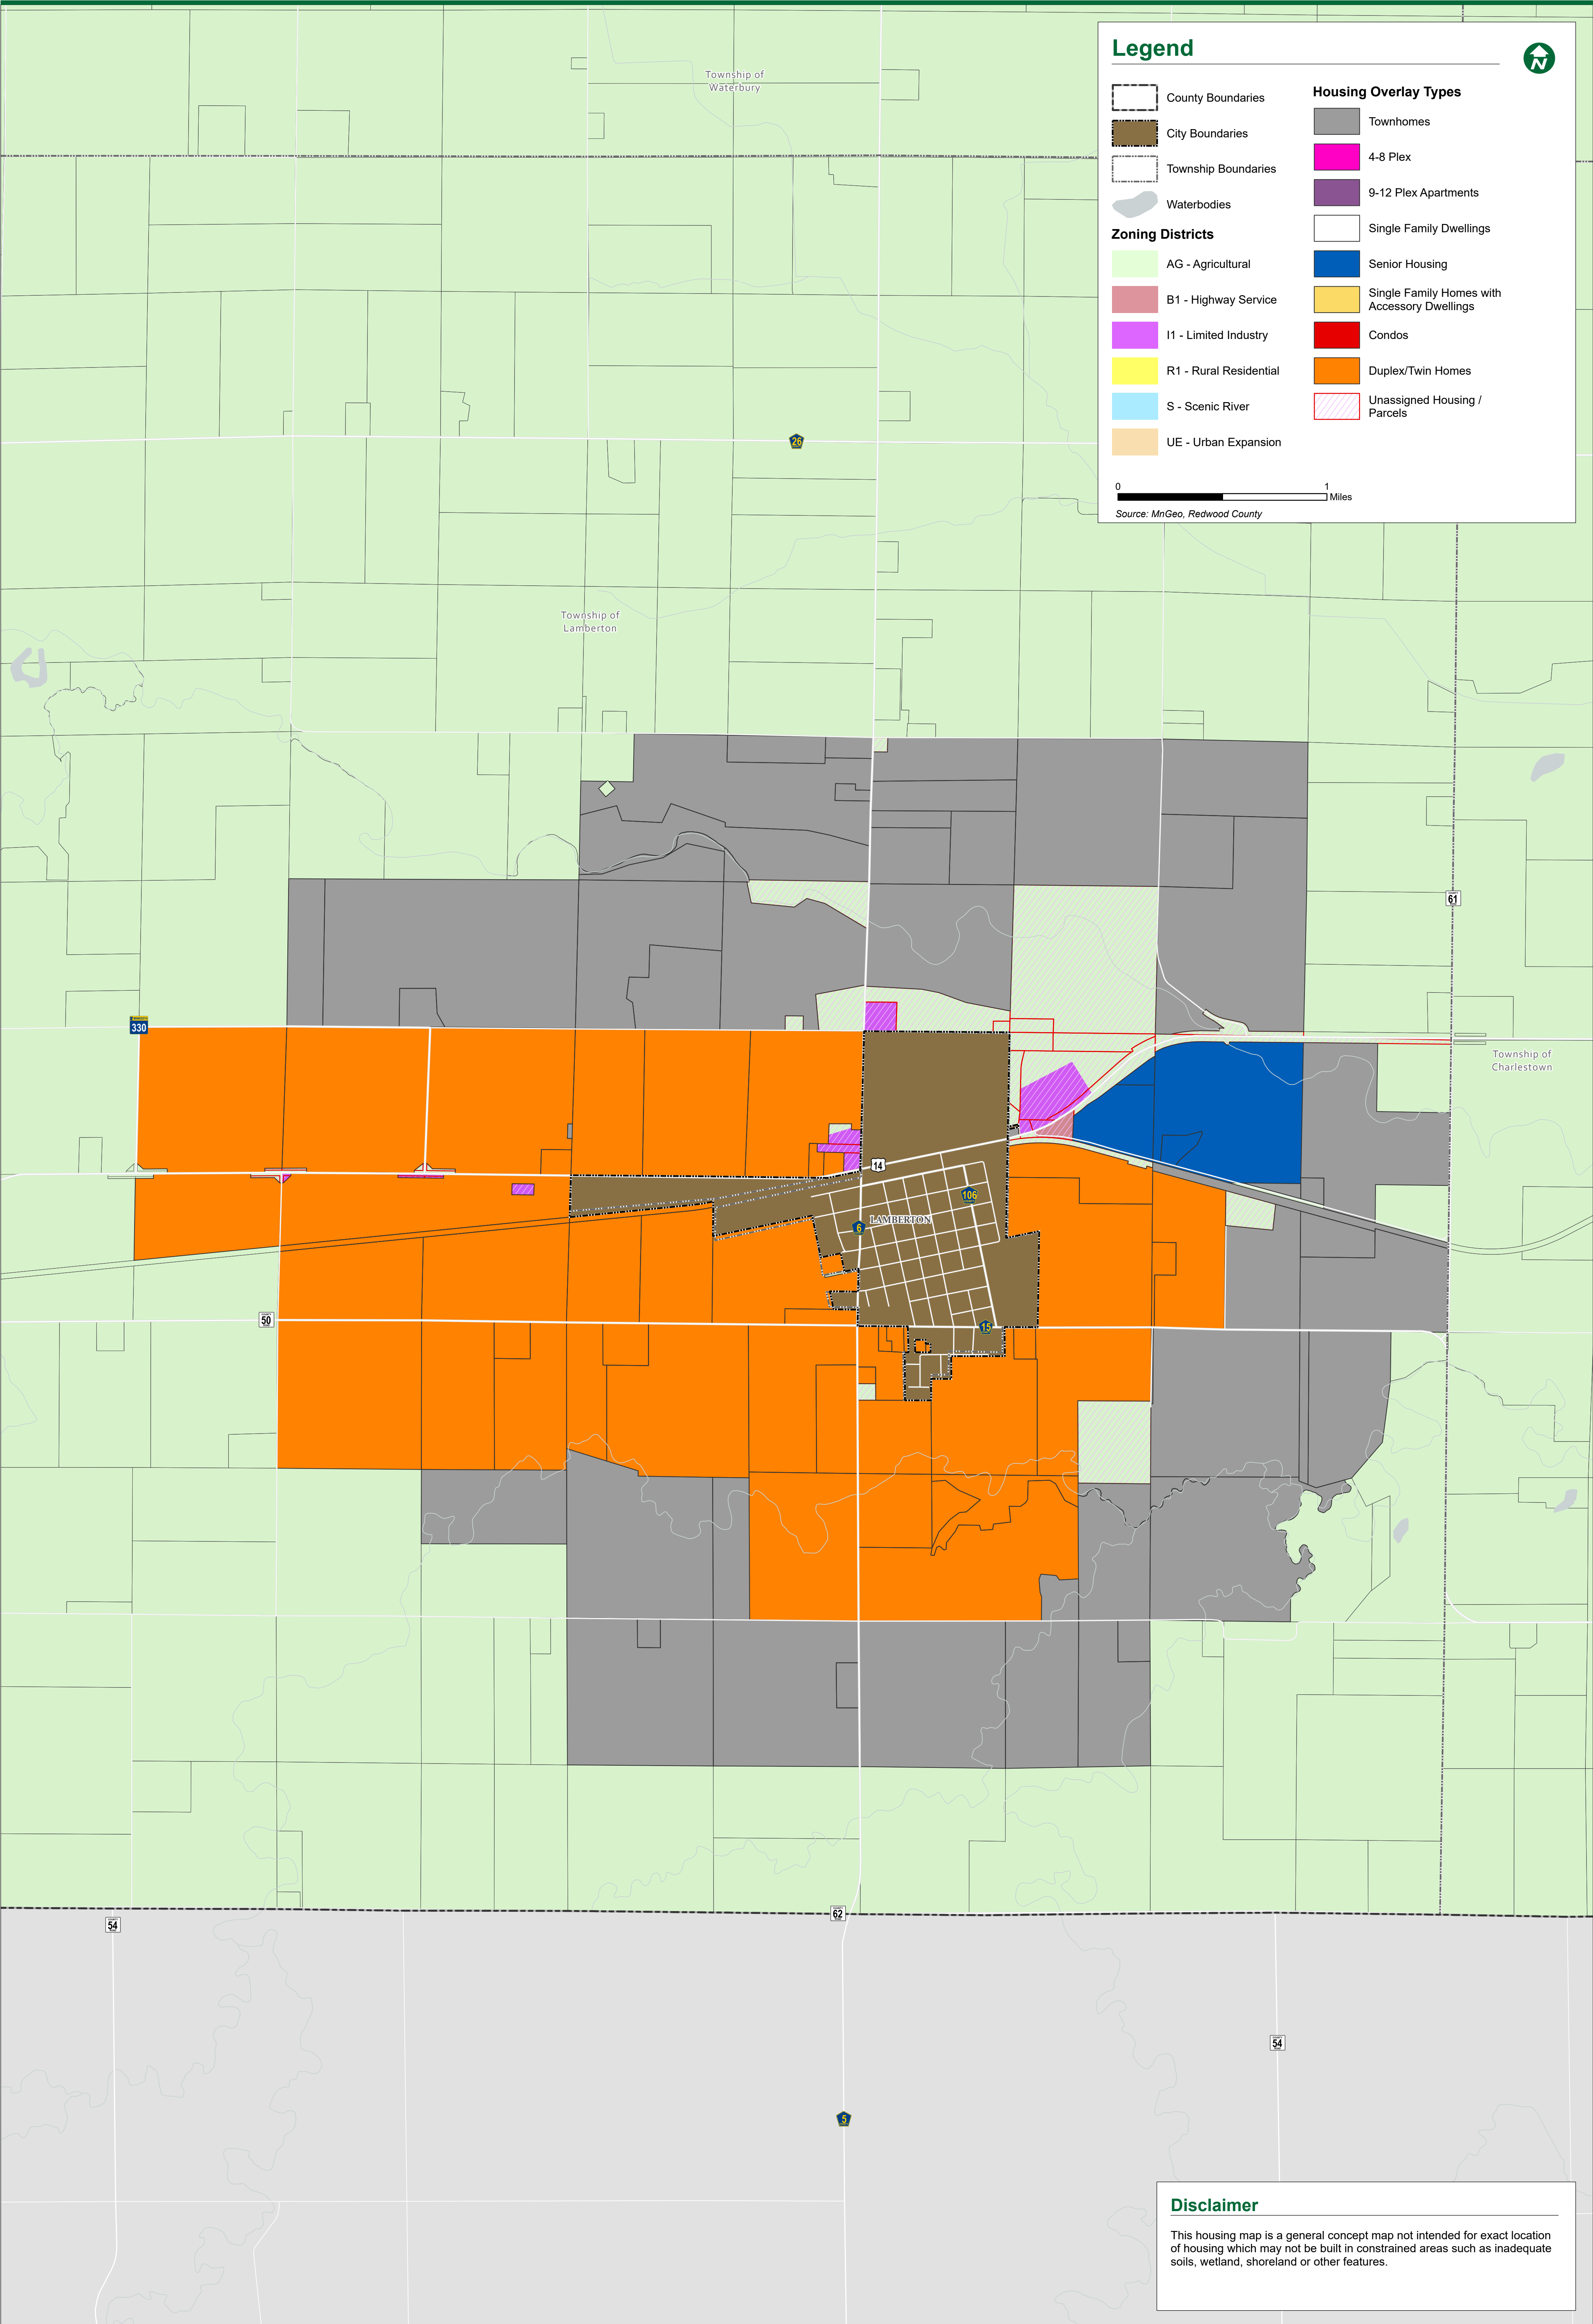 Legend
N
County Boundaries
City Boundaries
Township Boundaries
Waterbodies
Zoning Districts
AG - Agricultural
B1 - Highway Service
I1 - Limited Industry
R1 - Rural Residential
S - Scenic River
UE - Urban Expansion
Housing Overlay Types
Townhomes
4-8 Plex
9-12 Plex Apartments
Single Family Dwellings
Senior Housing
Single Family Homes with
Accessory Dwellings
Condos
Duplex/Twin Homes
Unassigned Housing /
Parcels
0 1
Miles
Source: MnGeo, Redwood County
Township of
Waterbury
26
Township of
Lamberton
61
330
Township of
Charlestown
14
106
6
LAMBERTON
50
15
54
62
54
5
Disclaimer
This housing map is a general concept map not intended for exact location
of housing which may not be built in constrained areas such as inadequate
soils, wetland, shoreland or other features.